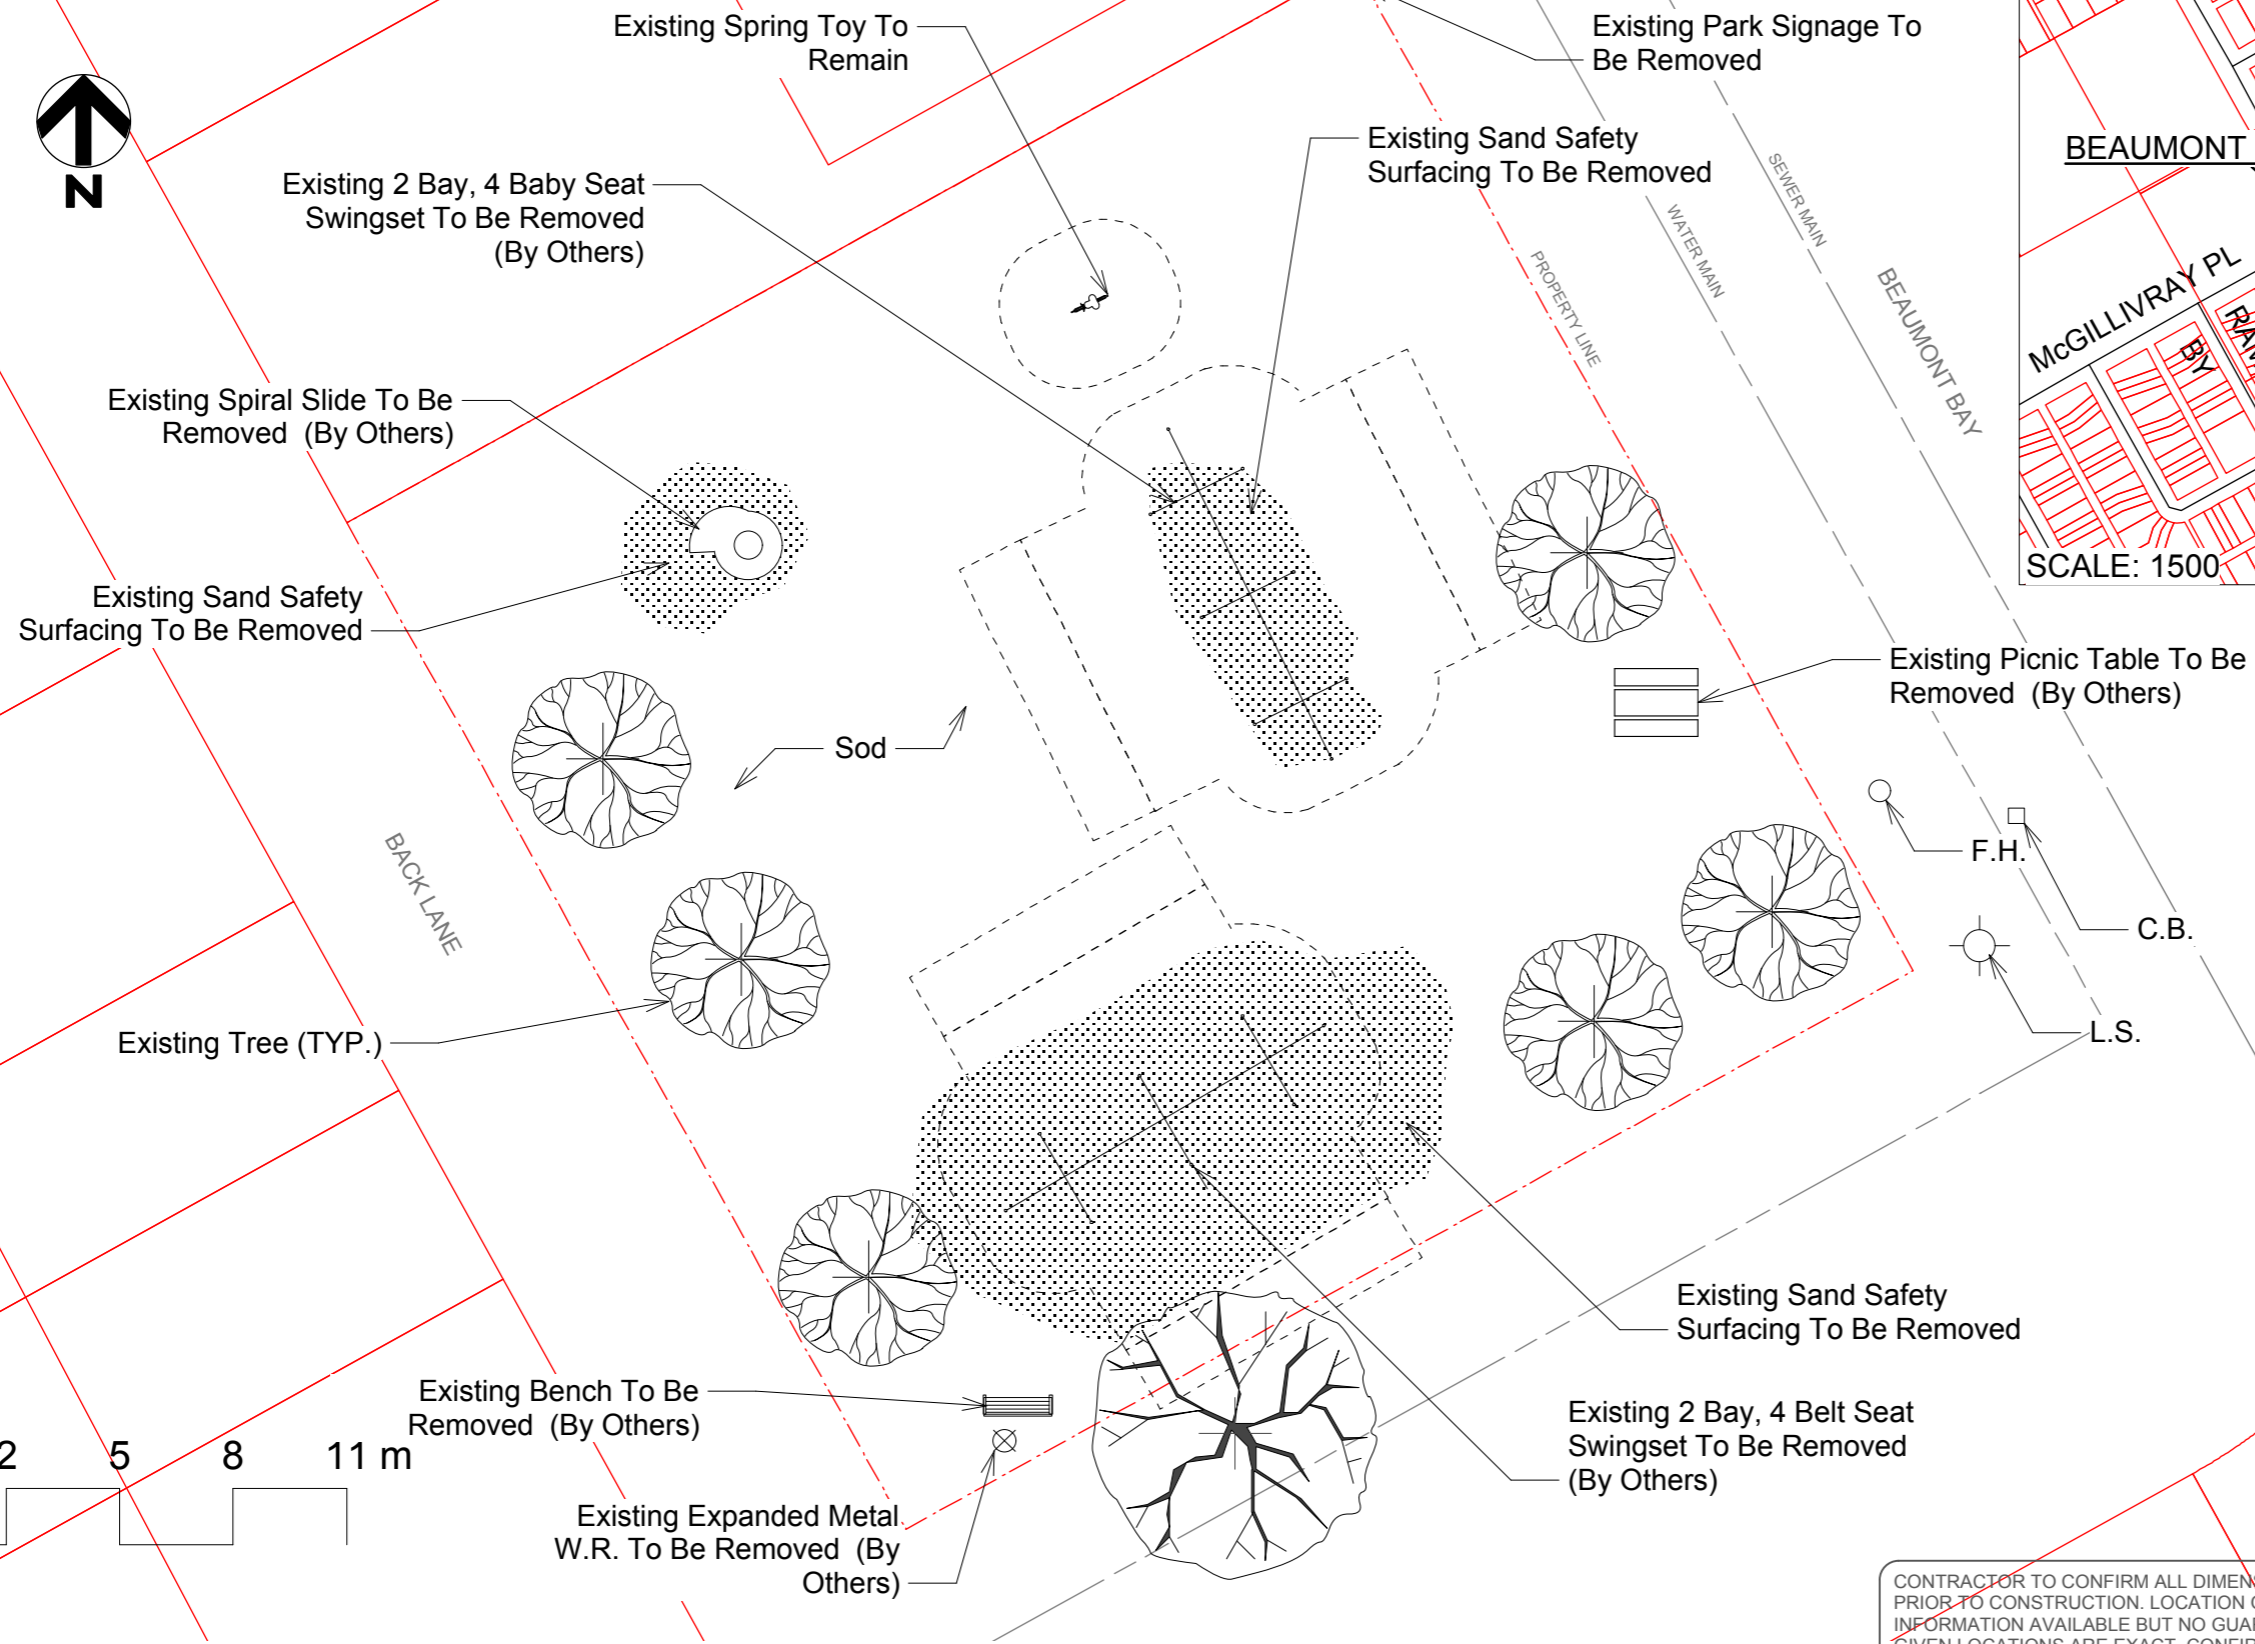 Existing Spring Toy To
Remain
Existing Park Signage To
Be Removed
N
Existing Sand Safety
Surfacing To Be Removed
BEAUMONT
Existing 2 Bay, 4 Baby Seat
Swingset To Be Removed
(By Others)
SEWER MAIN
WATER MAIN
PROPERTY LINE
BEAUMONT BAY
McGILLIVRAY PL
BY
Existing Spiral Slide To Be
Removed (By Others)
SCALE: 1500
Existing Sand Safety
Surfacing To Be Removed
Existing Picnic Table To Be
Removed (By Others)
Sod
F.H.
BACK LANE
C.B.
L.S.
Existing Tree (TYP.)
Existing Sand Safety
Surfacing To Be Removed
Existing Bench To Be
Removed (By Others)
Existing 2 Bay, 4 Belt Seat
Swingset To Be Removed
(By Others)
2 5 8 11 m
Existing Expanded Metal
W.R. To Be Removed (By
Others)
CONTRACTOR TO CONFIRM ALL
PRIOR TO CONSTRUCTION. LOCATION
INFORMATION AVAILABLE BUT NO
GIVEN LOCATIONS ARE EXACT.